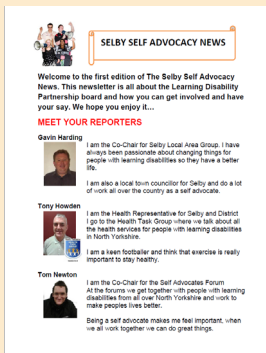 SELBY SELF ADVOCACY NEWS
Welcome to the first edition of The Selby Self Advocacy
News. This newsletter is all about the Learning Disability
Partnership board and how you can get involved and have
your say. We hope you enjoy it...
MEET YOUR REPORTERS
Gavin Harding
I am the Co-Chair for Selby Local Area Group. I have
always been passionate about changing things for
people with learning disabilities so they have a better
life.
I am also a local town councillor for Selby and do a lot
of work all over the country as a self advocate.
Tony Howden
I am the Health Representative for Selby and District
I go to the Health Task Group where we talk about all
the health services for people with learning disabilities
in North Yorkshire.
I am a keen footballer and think that exercise is really
important to stay healthy.
Tom Newton
I am the Co-Chair for the Self Advocates Forum
At the forums we get together with people with learning
disabilities from all over North Yorkshire and work to
make peoples lives better.
Being a self advocate makes me feel important, when
we all work together we can do great things.